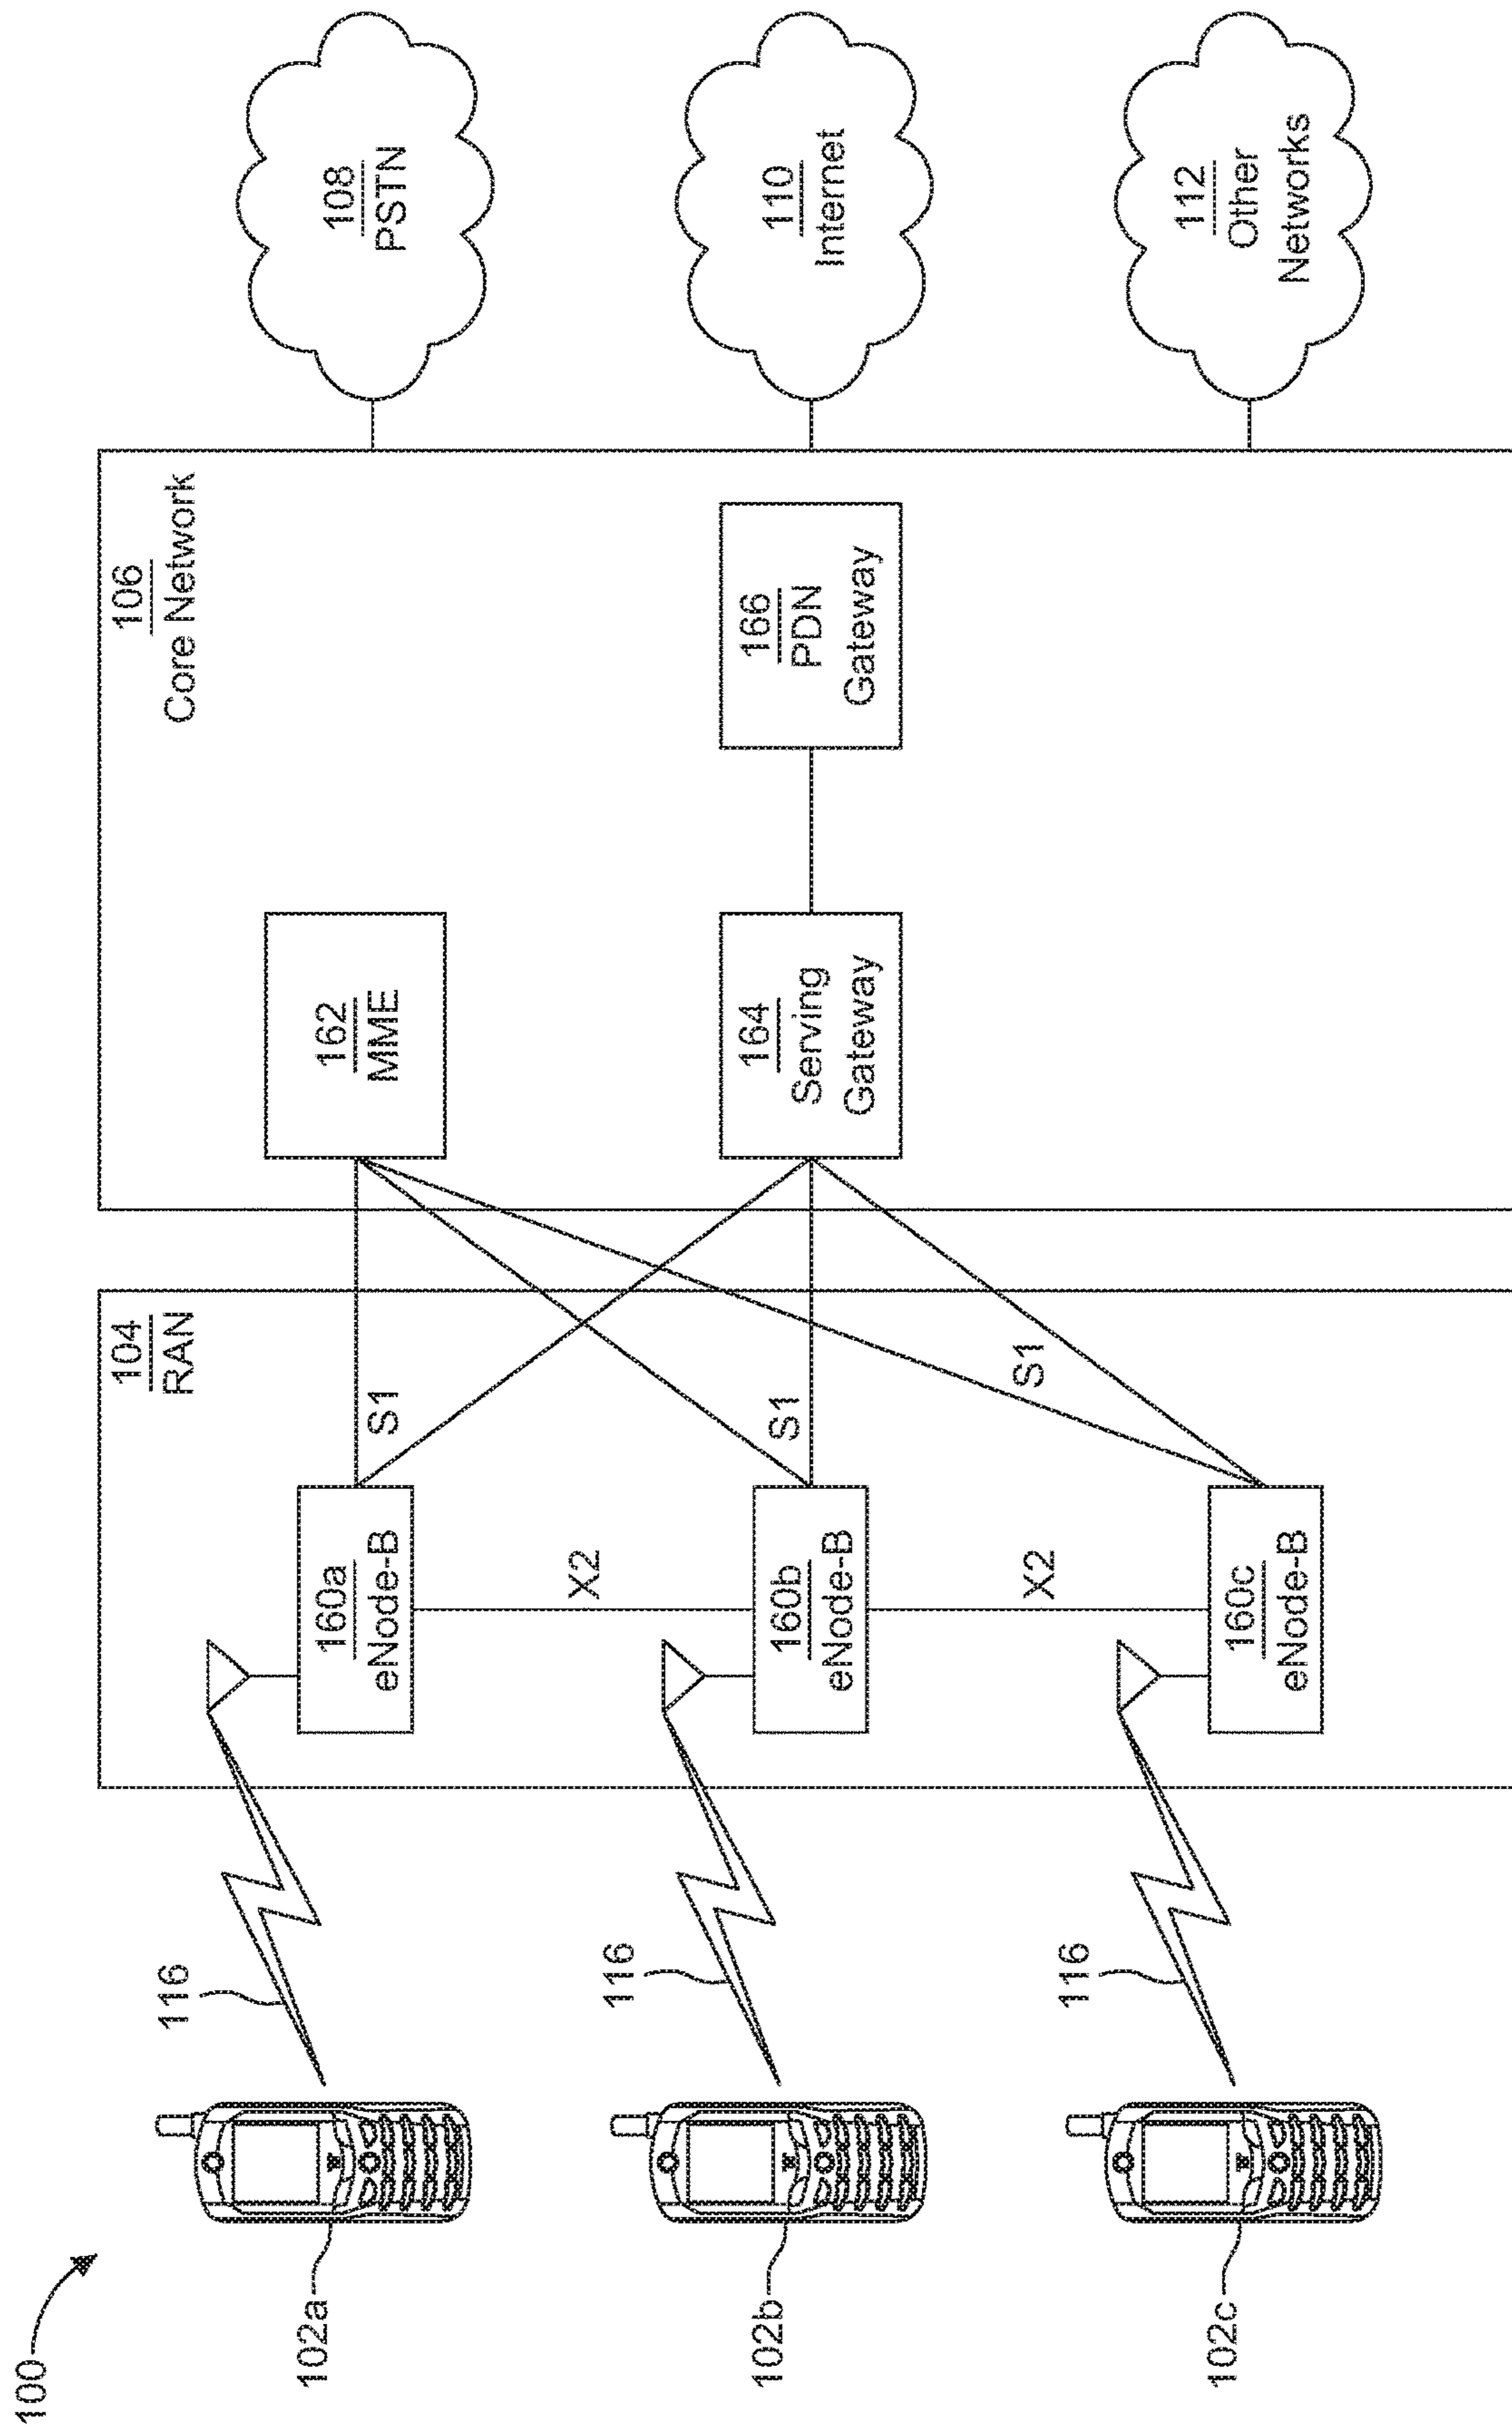 100
102a
102b
102c
116
116
116
104
RAN
160a
eNode-B
160b
eNode-B
160c
eNode-B
X2
X2
S1
S1
S1
106
Core Network
162
MME
164
Serving
Gateway
166
PDN
Gateway
108
PSTN
110
Internet
112
Other
Networks